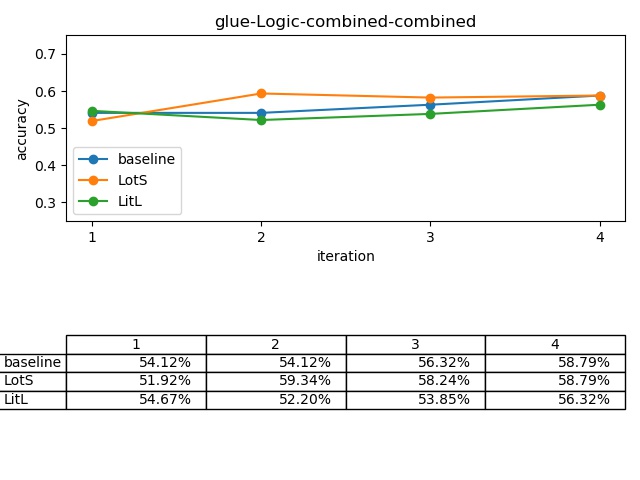 glue-Logic-combined-combined
0.7
0.6
0.5
0.4
0.3
accuracy
baseline
LotS
LitL
1 2 3 4
iteration
1 2 3 4
baseline 54.12% 54.12% 56.32% 58.79%
LotS 51.92% 59.34% 58.24% 58.79%
LitL 54.67% 52.20% 53.85% 56.32%